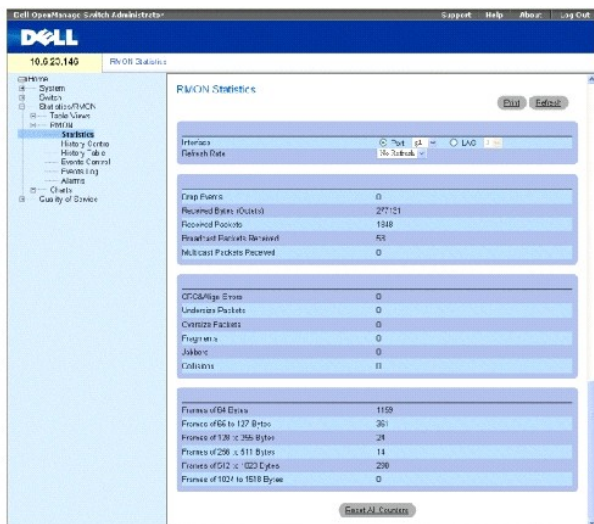 Dell OpenManage Switch Administrator
Support Help About Log Out
DELL
10.6.23.146 RMON Statistics
Home
System
Switch
Statistics/RMON
Table Views
RMON
Statistics
History Control
History Table
Events Control
Events Log
Alarms
Charts
Quality of Service
RMON Statistics
Print Refresh
Interface Port g1 LAG
Refresh Rate No Refresh
Drop Events 0
Received Bytes (Octets)
Received Packets 1848
Broadcast Packets Received 53
Multicast Packets Received 0
CRC&Align Errors 0
Undersize Packets 0
Oversize Packets 0
Fragments 0
Jabbers 0
Collisions 0
Frames of 64 Bytes 1159
Frames of 65 to 127 Bytes 361
Frames of 128 to 255 Bytes 24
Frames of 256 to 511 Bytes 14
Frames of 512 to 1023 Bytes 290
Frames of 1024 to 1518 Bytes 0
Reset All Counters